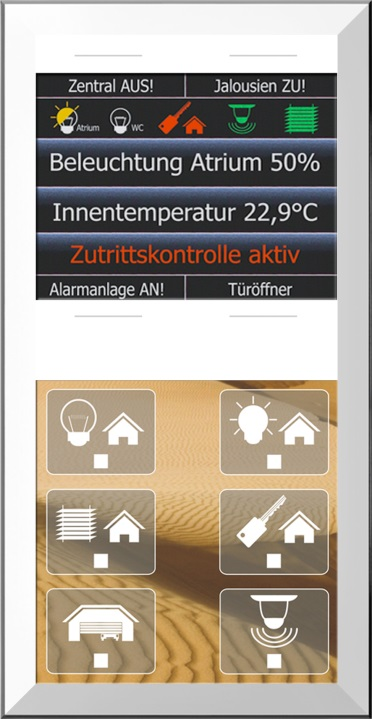 Zentral AUS! Jalousien ZU!
Atrium WC
Beleuchtung Atrium 50%
Innentemperatur 22,9°C
Zutrittskontrolle aktiv
Alarmanlage AN! Türöffner